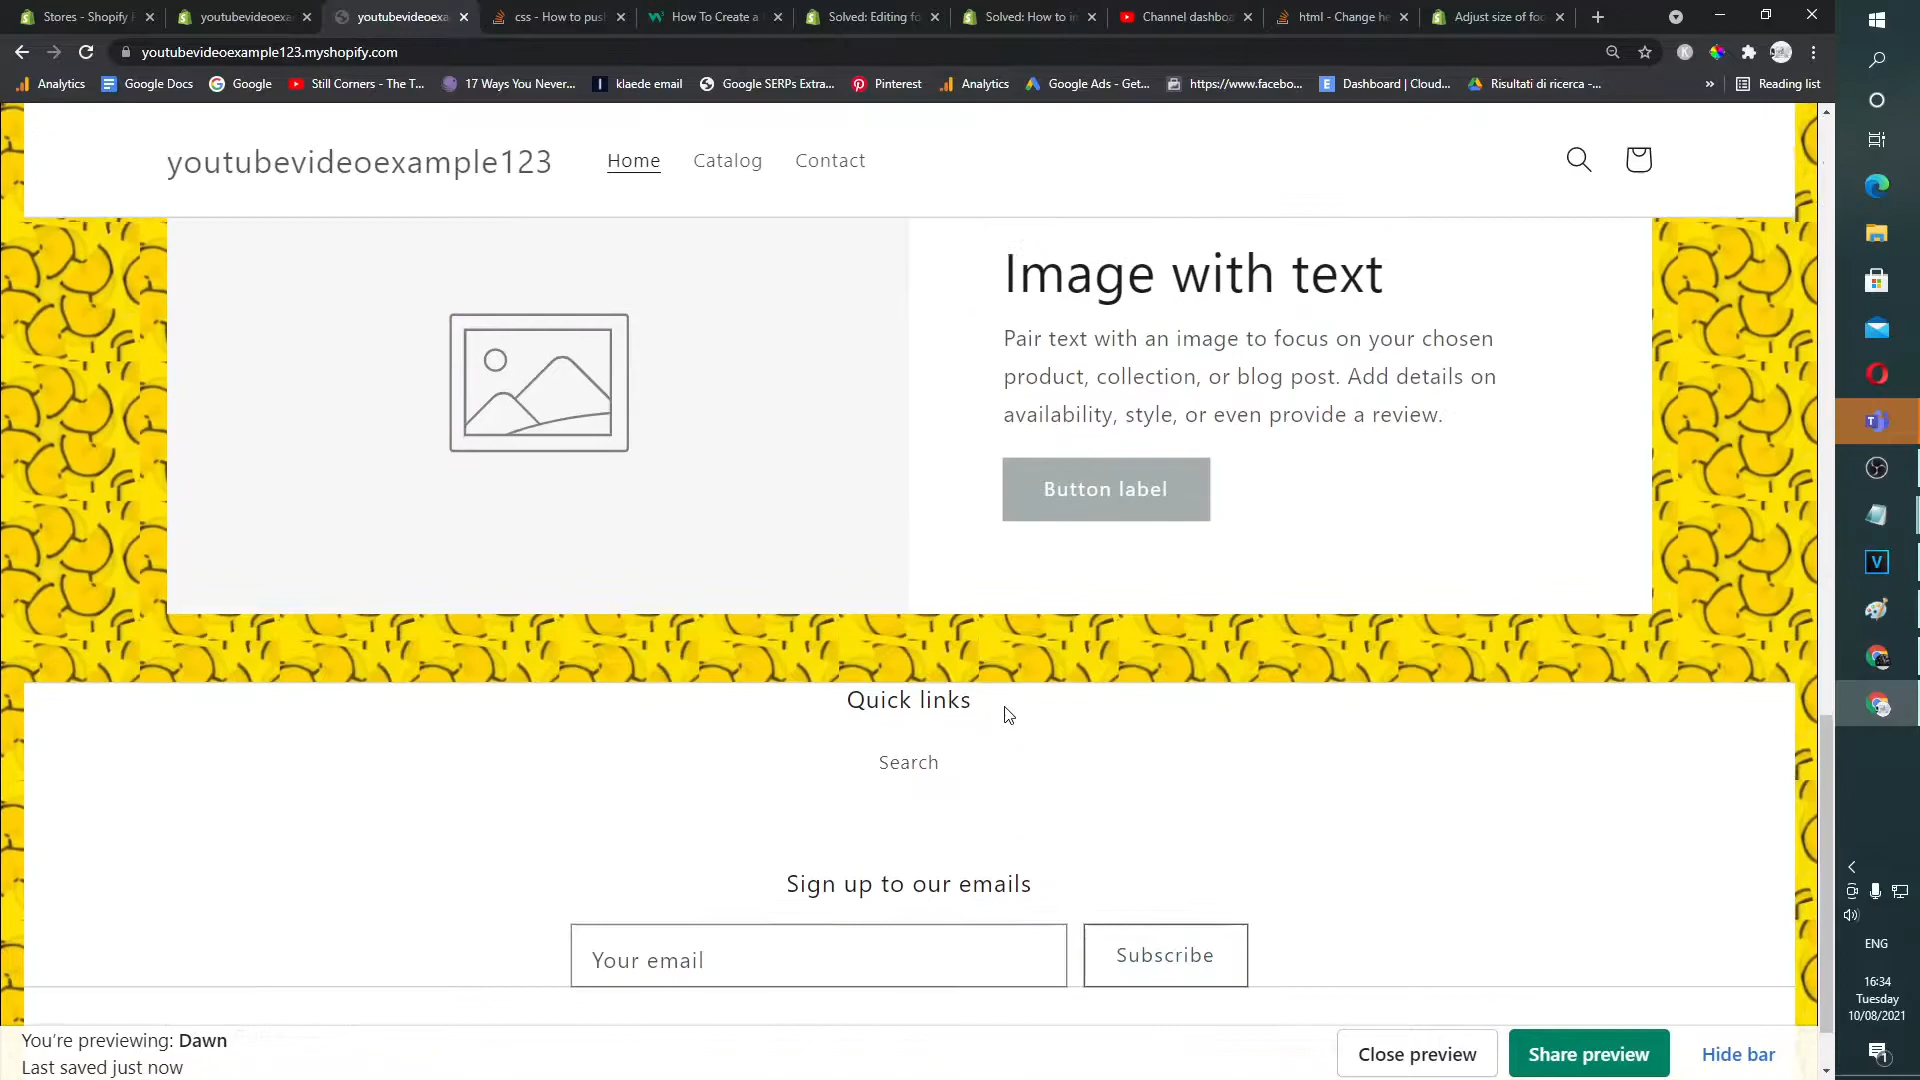 Stores - Shopify
youtubevideoexa
youtubevideoexa
css - How to pus
How To Create a
Solved: Editing fo
Solved: How to in
Channel dashboa
html - Change he
Adjust size of foo
youtubevideoexample123.myshopify.com
Analytics
Google Docs
Google
Still Corners - The T...
17 Ways You Never...
klaede email
Google SERPs Extra...
Pinterest
Analytics
Google Ads - Get...
https://www.facebo...
Dashboard | Cloud...
Risultati di ricerca -...
»
Reading list
youtubevideoexample123
Home
Catalog
Contact
Image with text
Pair text with an image to focus on your chosen
product, collection, or blog post. Add details on
availability, style, or even provide a review.
Button label
Quick links
Search
Sign up to our emails
Your email
Subscribe
You're previewing: Dawn
Last saved just now
Close preview
Share preview
Hide bar
ENG
16:34
Tuesday
10/08/2021
1